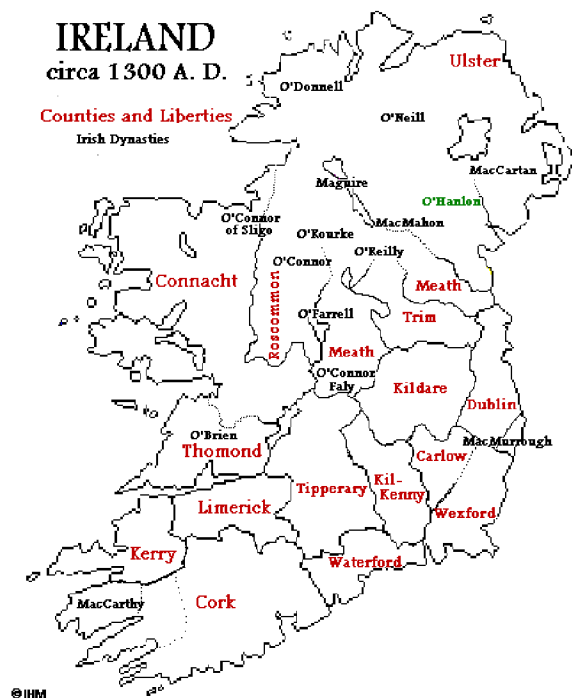 IRELAND
circa 1300 A. D.
Counties and Liberties
Irish Dysasties
Ulster
O'Donnell
O'Neill
MacCartan
Maguire
O'Hanlon
O'Connor
of Sligo
MacMahon
O'Rourke
O'Reilly
O'Connor
Connacht
Roscommon
Meath
O'Farrell
Trim
Meath
O'Connor
Faly
Kildare
Dublin
O'Brien
Thomond
MacMurrough
Carlow
Tipperary
Kil-
Kenny
Limerick
Wexford
Kerry
Waterford
MacCarthy
Cork
©IHM